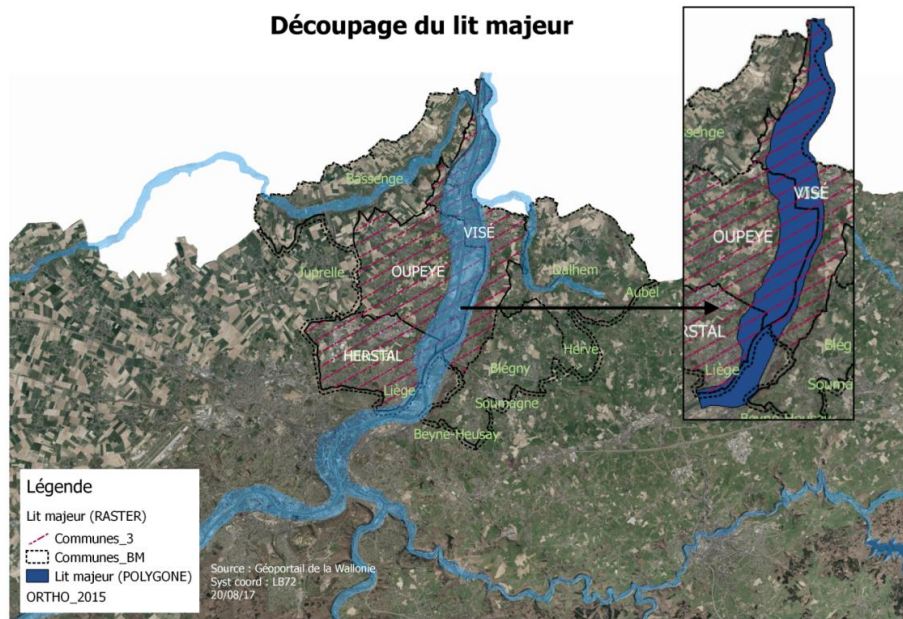 Découpage du lit majeur
Bassenge
Juprelle
OUPEYE
VISÉ
Dalhem
Aubel
HERSTAL
Liège
Blégny
Herve
Soumagne
Beyne-Heusay
senge
VISÉ
OUPEYE
RSTAL
Liège
Blég
Souma
Beyne-Heusay
Légende
Lit majeur (RASTER)
Communes_3
Communes_BM
Lit majeur (POLYGONE)
ORTHO_2015
Source : Géoportail de la Wallonie
Syst coord : LB72
20/08/17